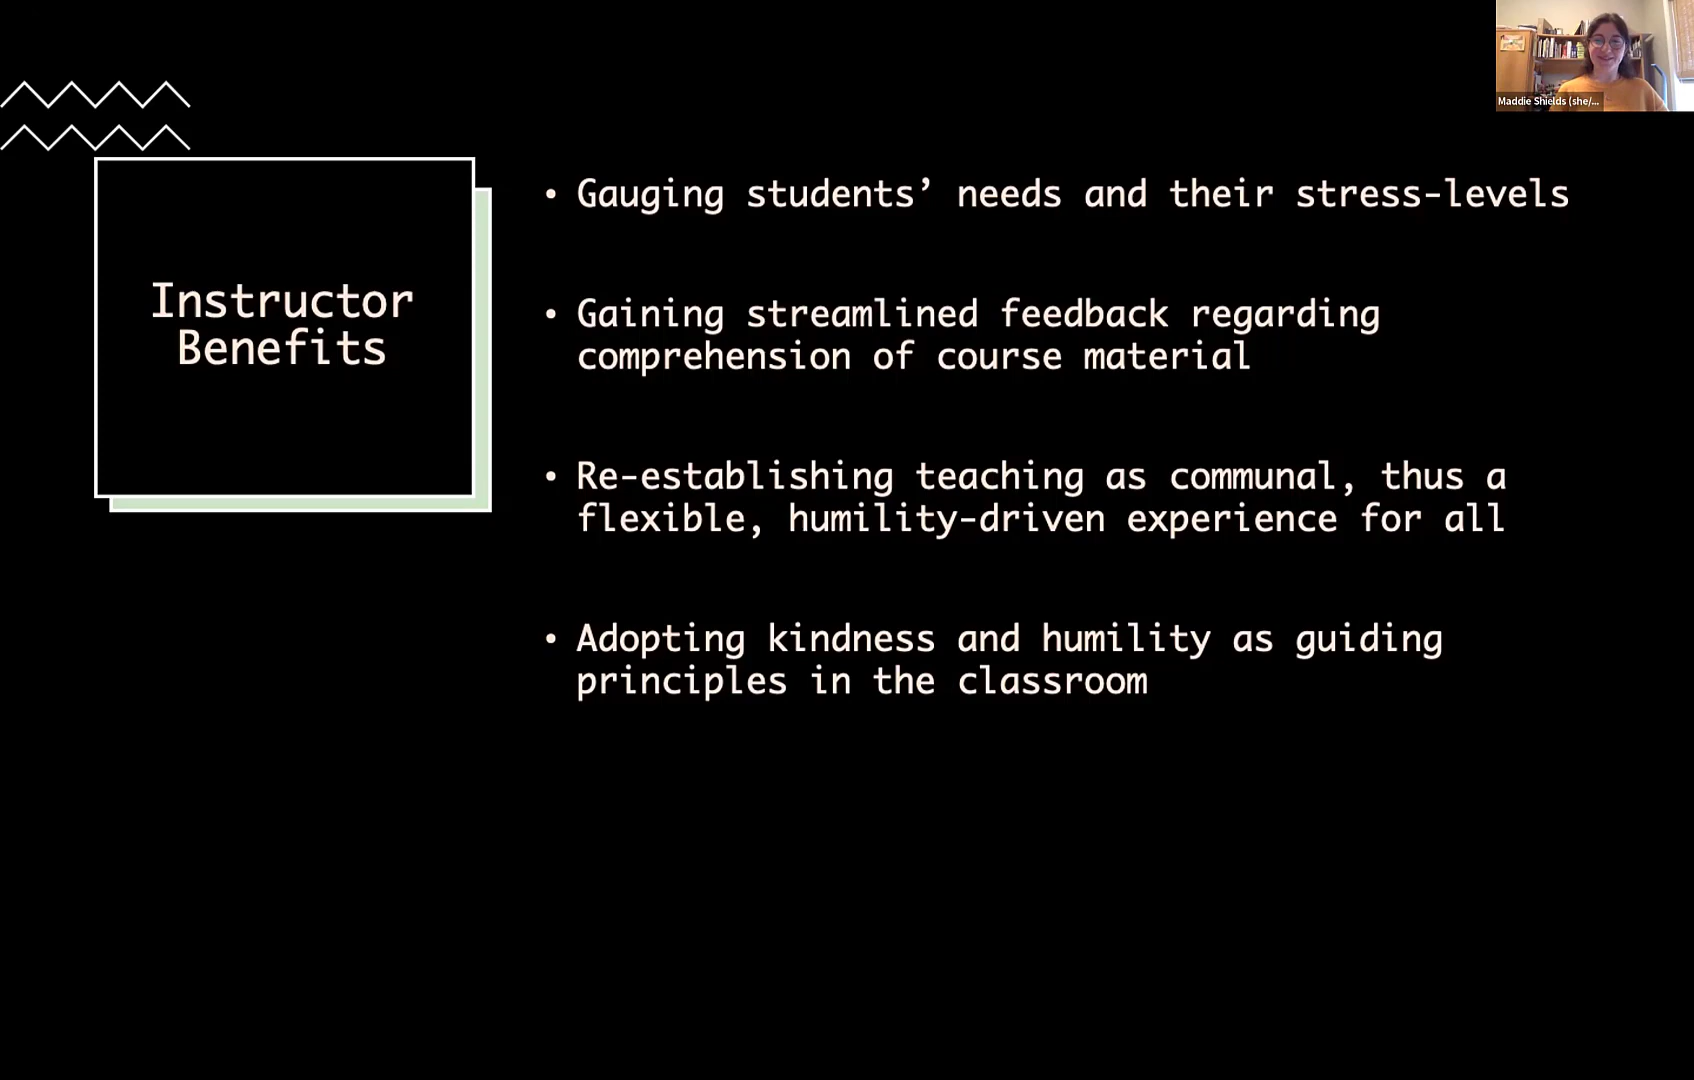 Maddie Shields (she/...
Instructor
Benefits
• Gauging students’ needs and their stress-levels
• Gaining streamlined feedback regarding
comprehension of course material
• Re-establishing teaching as communal, thus a
flexible, humility-driven experience for all
• Adopting kindness and humility as guiding
principles in the classroom